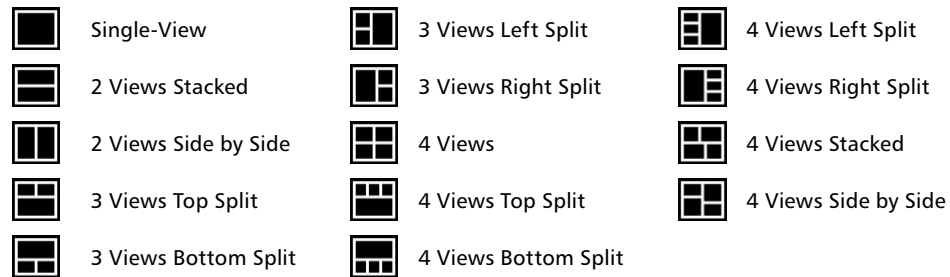 Single-View
2 Views Stacked
2 Views Side by Side
3 Views Top Split
3 Views Bottom Split
3 Views Left Split
3 Views Right Split
4 Views
4 Views Top Split
4 Views Bottom Split
4 Views Left Split
4 Views Right Split
4 Views Stacked
4 Views Side by Side